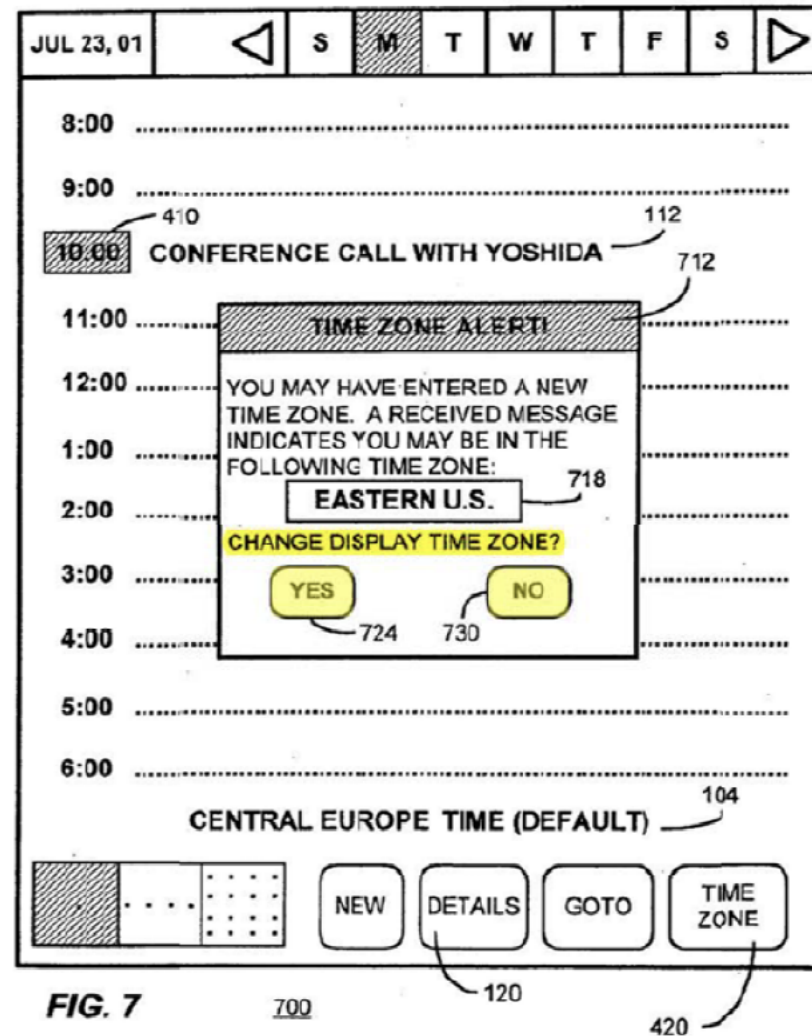 JUL 23, 01 S M T W T F S
8:00
9:00
410
112
10:00 CONFERENCE CALL WITH YOSHIDA
712
11:00
TIME ZONE ALERT!
12:00
YOU MAY HAVE ENTERED A NEW
TIME ZONE. A RECEIVED MESSAGE
INDICATES YOU MAY BE IN THE
1:00
FOLLOWING TIME ZONE:
718
EASTERN U.S.
2:00
CHANGE DISPLAY TIME ZONE?
3:00
YES NO
724 730
4:00
5:00
6:00
104
CENTRAL EUROPE TIME (DEFAULT)
NEW DETAILS GOTO TIME
ZONE
120
FIG. 7 700
420